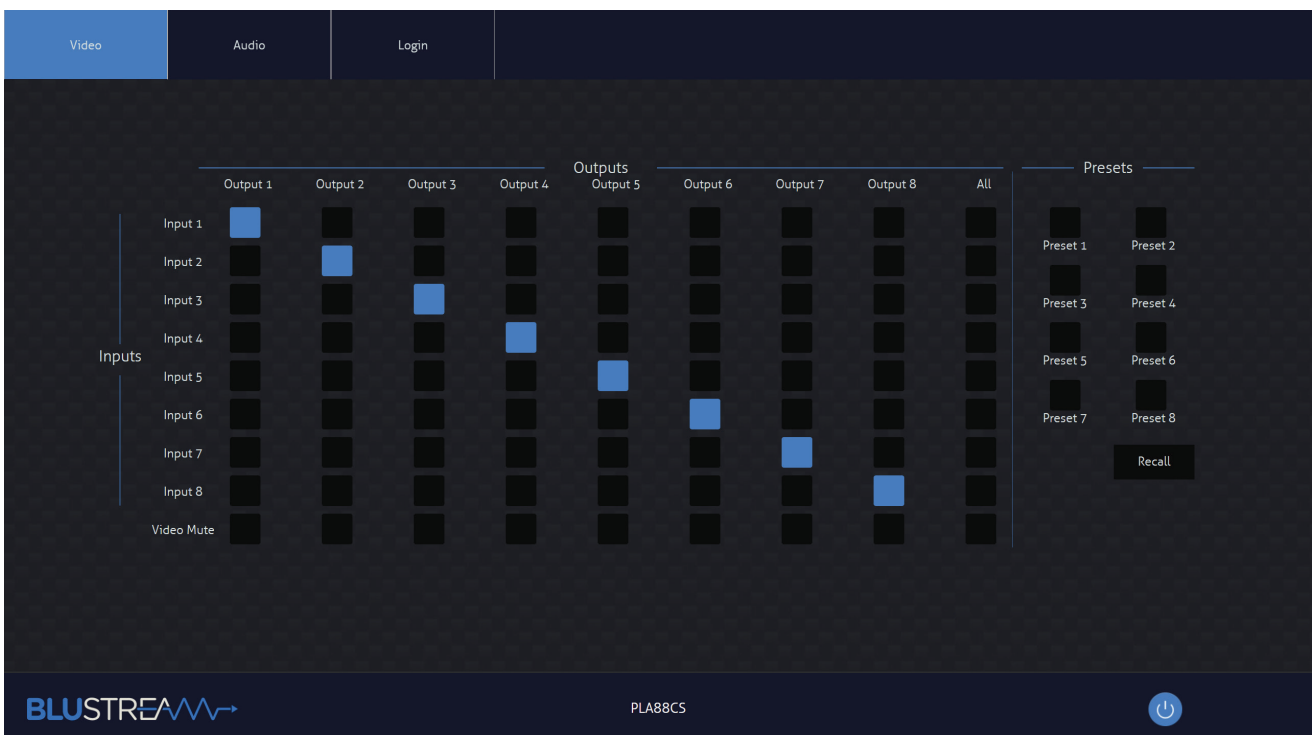 Video Audio Login
Outputs Presets
Output 1 Output 2 Output 3 Output 4 Output 5 Output 6 Output 7 Output 8 All
Input 1
Preset 1 Preset 2
Input 2
Input 3
Preset 3 Preset 4
Input 4
Inputs
Preset 5 Preset 6
Input 5
Input 6
Preset 7 Preset 8
Input 7
Recall
Input 8
Video Mute
BLUSTREAM
PLA88CS